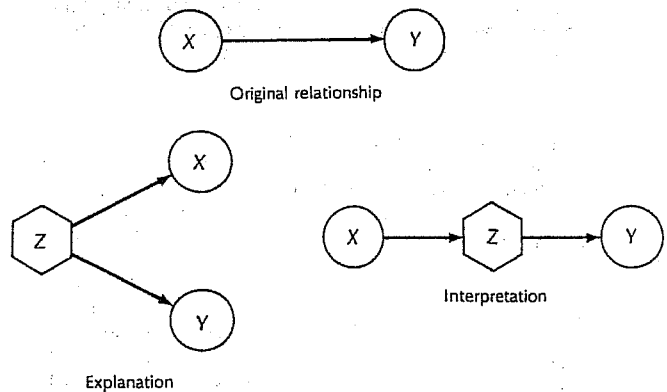 X Y
Original relationship
X
Z
Y
Explanation
X Z Y
Interpretation